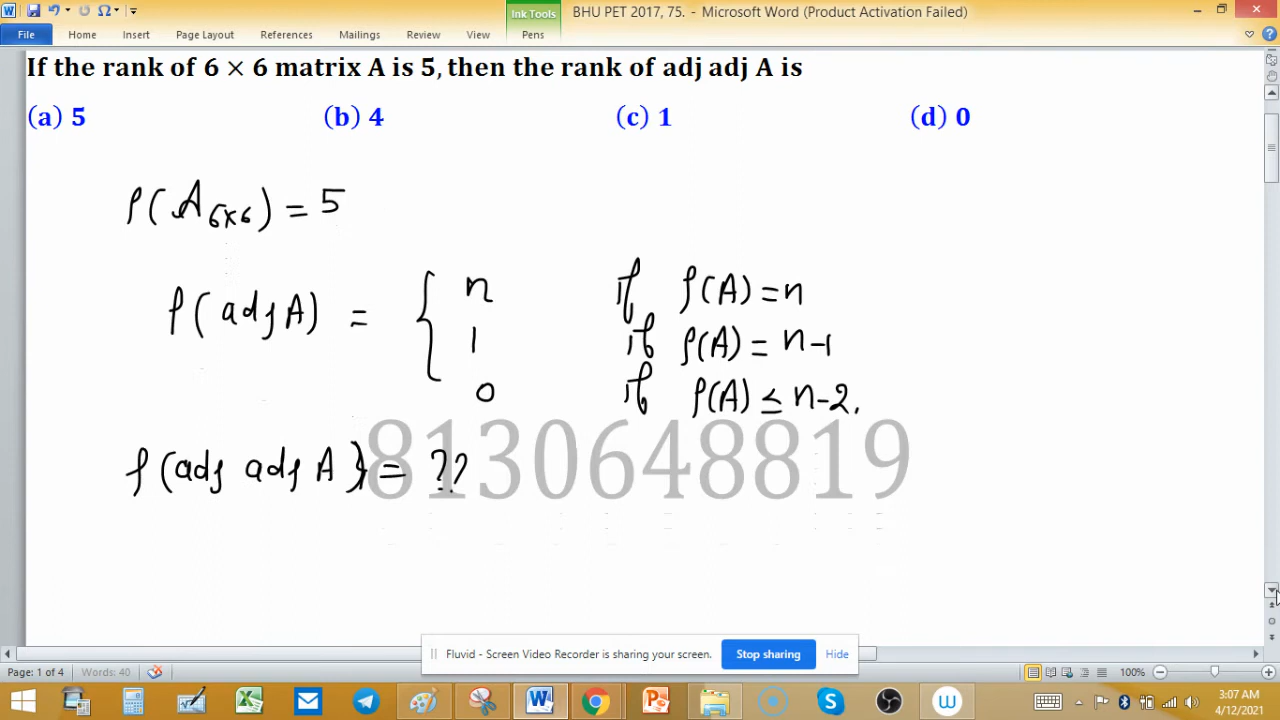 Ink Tools
BHU PET 2017, 75. - Microsoft Word (Product Activation Failed)
File Home Insert Page Layout References Mailings Review View Pens
If the rank of 6 × 6 matrix A is 5, then the rank of adj adj A is
(a) 5 (b) 4 (c) 1 (d) 0
ρ(A₆ₓ₆) = 5
ρ(adj A) = { n if ρ(A) = n
1 if ρ(A) = n-1
0 if ρ(A) ≤ n-2.
ρ(adj adj A) = ??
8130648819
Fluvid - Screen Video Recorder is sharing your screen. Stop sharing Hide
Page: 1 of 4 Words: 40 100%
3:07 AM
4/12/2021